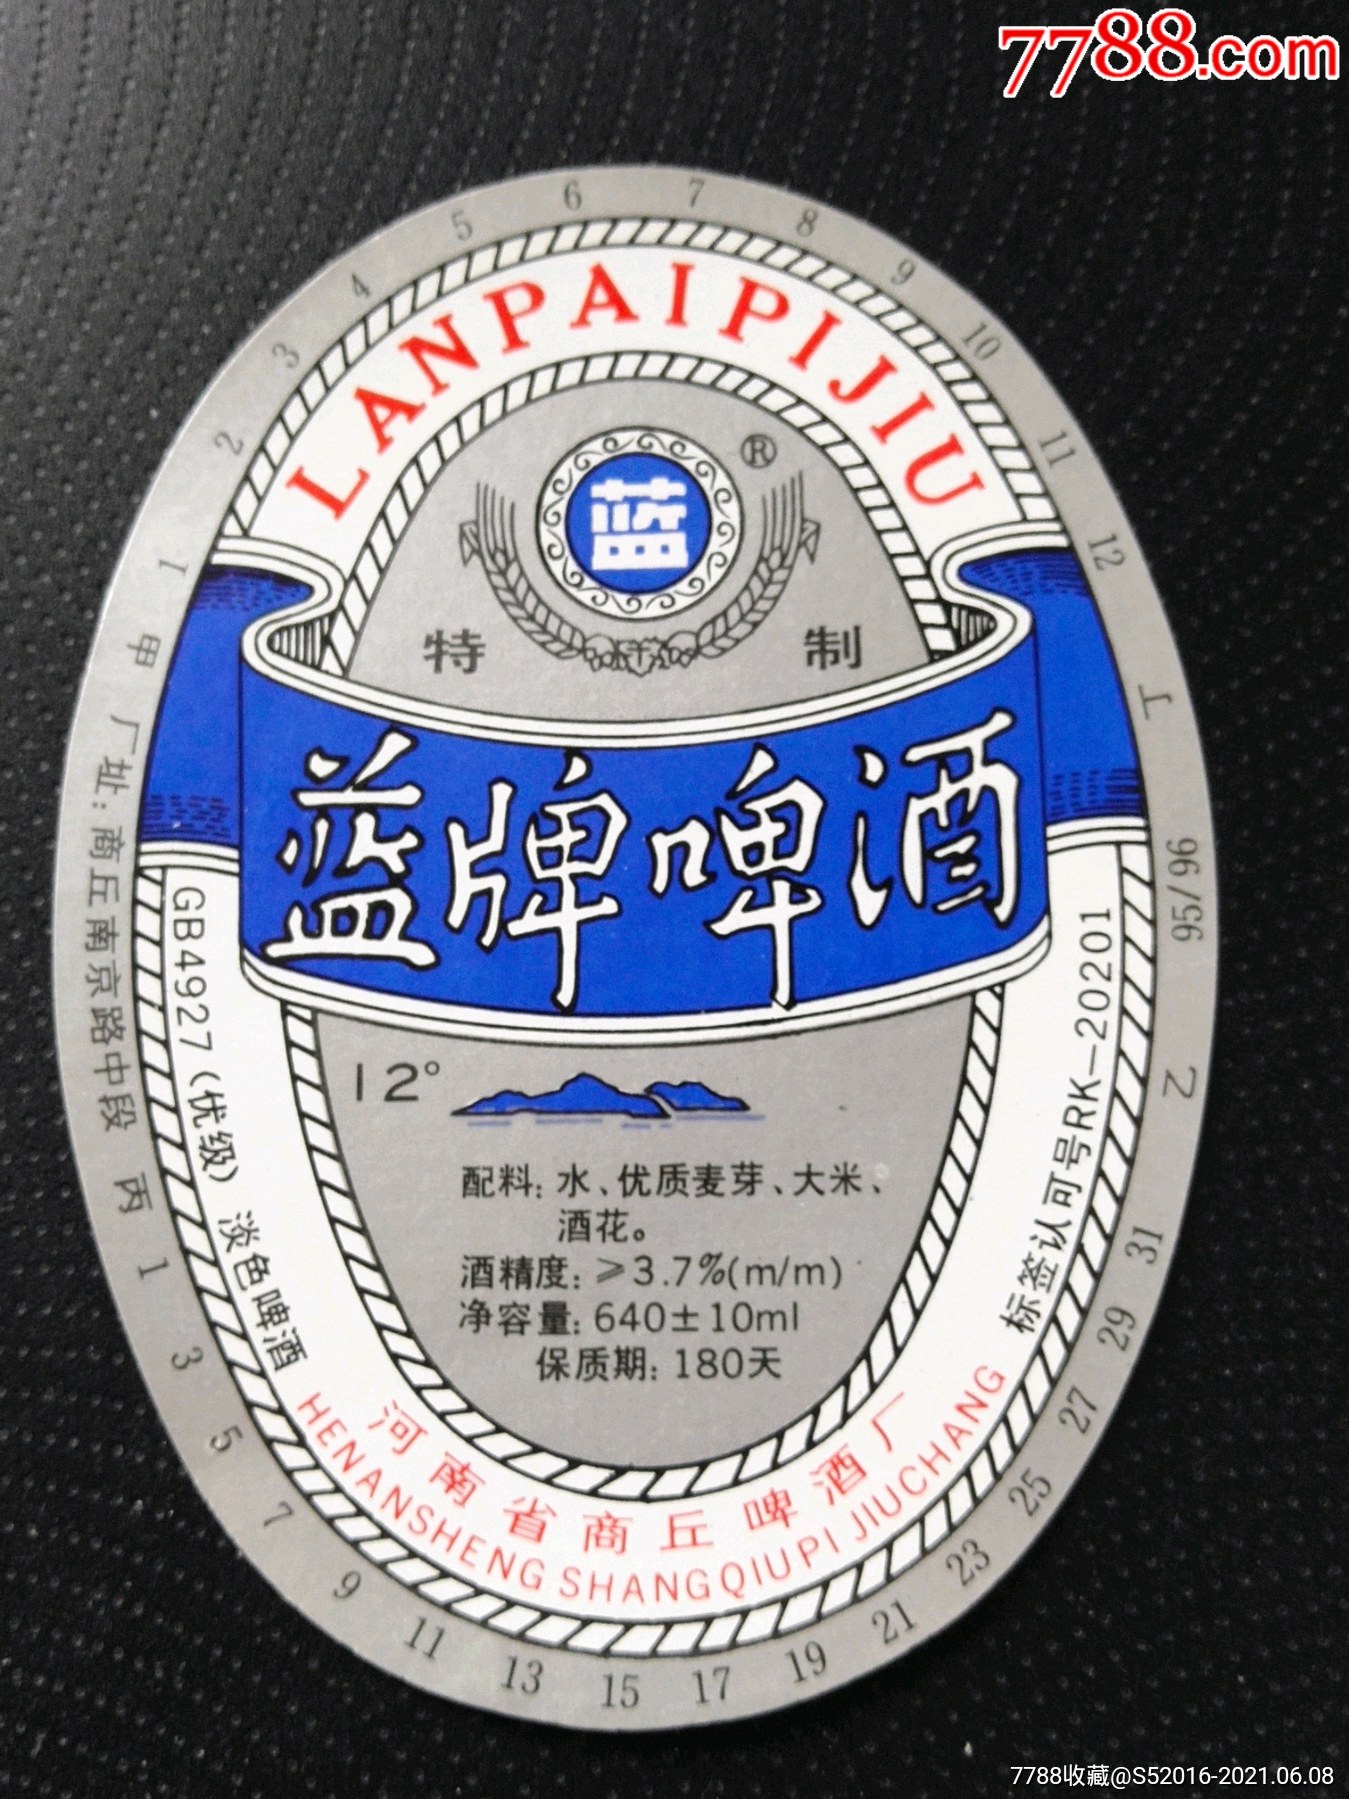 7788.com
6 7 8 9 10 11 12
5 4 3 2 1
LANPAIPIJIU
蓝
®
特 制
蓝牌啤酒
甲
厂址:商丘南京路中段
丙
丁
95/96
乙
GB4927(优级) 淡色啤酒
标签认可号RK—20201
12°
配料:水、优质麦芽、大米、
酒花。
酒精度:≥3.7%(m/m)
净容量:640±10ml
保质期:180天
河南省商丘啤酒厂
HENANSHENG SHANGQIUPI JIUCHANG
1 3 5 7 9 11 13 15 17 19 21 23 25 27 29 31
7788收藏@S52016-2021.06.08